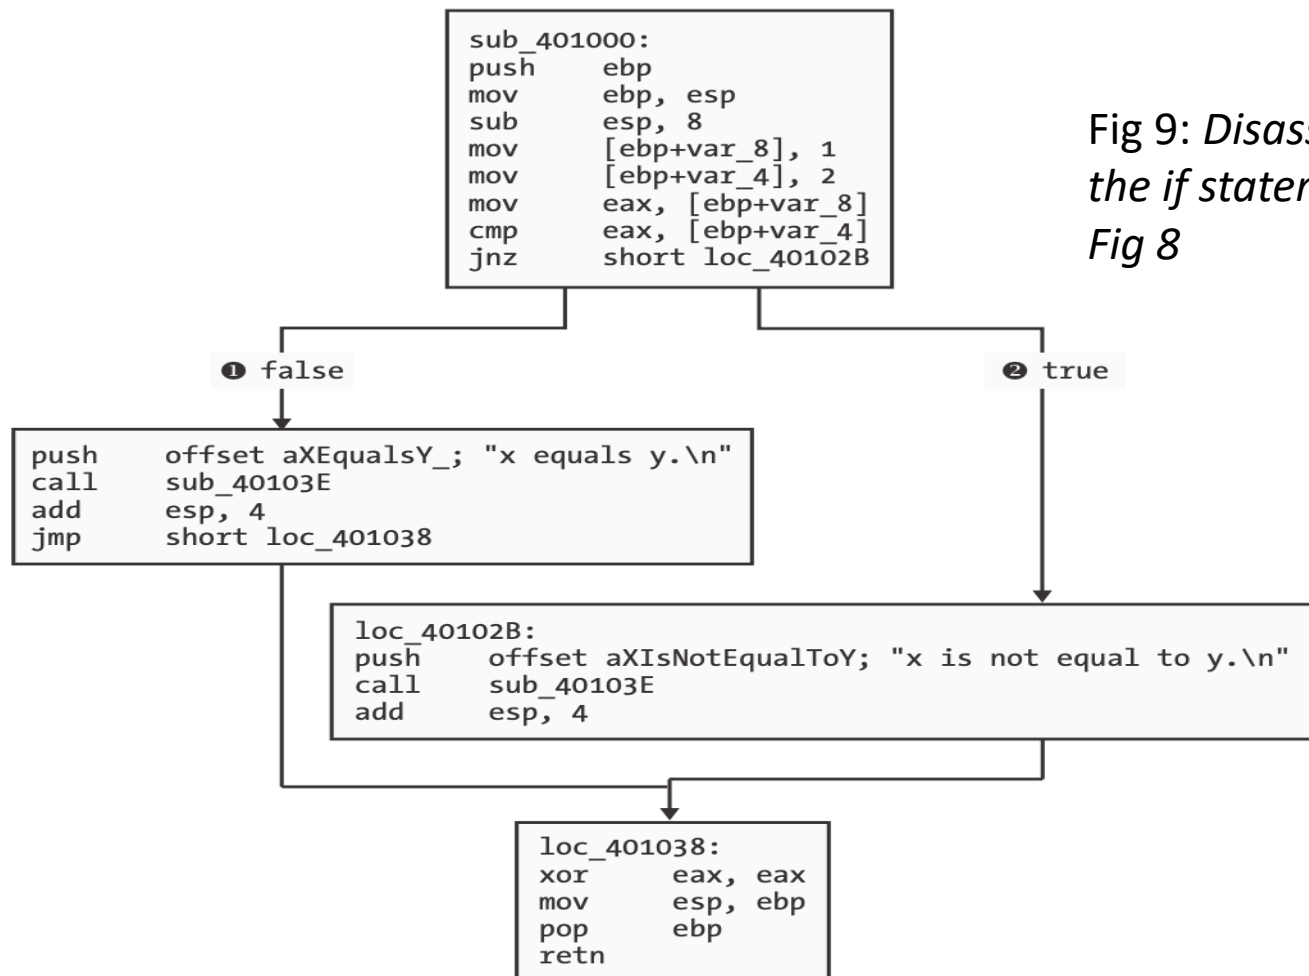 sub_401000:
push ebp
mov ebp, esp
sub esp, 8
mov [ebp+var_8], 1
mov [ebp+var_4], 2
mov eax, [ebp+var_8]
cmp eax, [ebp+var_4]
jnz short loc_40102B
Fig 9: Disass
the if stater
Fig 8
❶ false
❷ true
push offset aXEqualsY_; "x equals y.\n"
call sub_40103E
add esp, 4
jmp short loc_401038
loc_40102B:
push offset aXIsNotEqualToY; "x is not equal to y.\n"
call sub_40103E
add esp, 4
loc_401038:
xor eax, eax
mov esp, ebp
pop ebp
retn